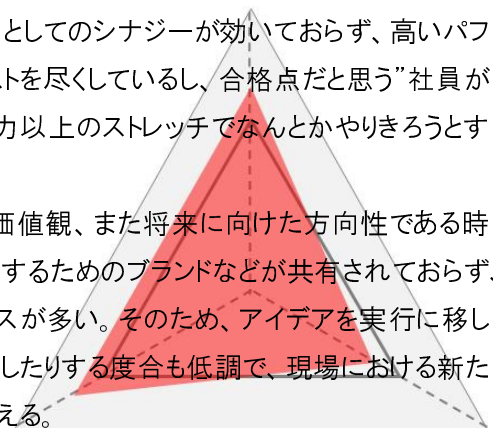 としてのシナジーが効いておらず、高いパフ
ストを尽くしているし、合格点だと思う”社員が
力以上のストレッチでなんとかやりきろうとす
価値観、また将来に向けた方向性である時
するためのブランドなどが共有されておらず、
スが多い。そのため、アイデアを実行に移し
したりする度合も低調で、現場における新た
える。